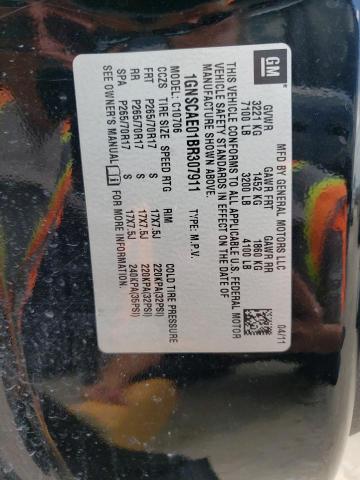 GM
MFD BY GENERAL MOTORS LLC
04/11
GVWR GAWR FRT GAWR RR
3221 KG 1452 KG 1860 KG
7100 LB 3200 LB 4100 LB
THIS VEHICLE CONFORMS TO ALL APPLICABLE U.S. FEDERAL MOTOR
VEHICLE SAFETY STANDARDS IN EFFECT ON THE DATE OF
MANUFACTURE SHOWN ABOVE.
1GNSCAE01BR307911 TYPE: M.P.V.
MODEL: C10706
CCZS TIRE SIZE SPEED RTG RIM COLD TIRE PRESSURE
FRT P265/70R17 S 17X7.5J 220KPA(32PSI)
RR P265/70R17 S 17X7.5J 220KPA(32PSI)
SPA P265/70R17 S 17X7.5J 240KPA(35PSI)
SEE OWNER'S MANUAL i FOR MORE INFORMATION.